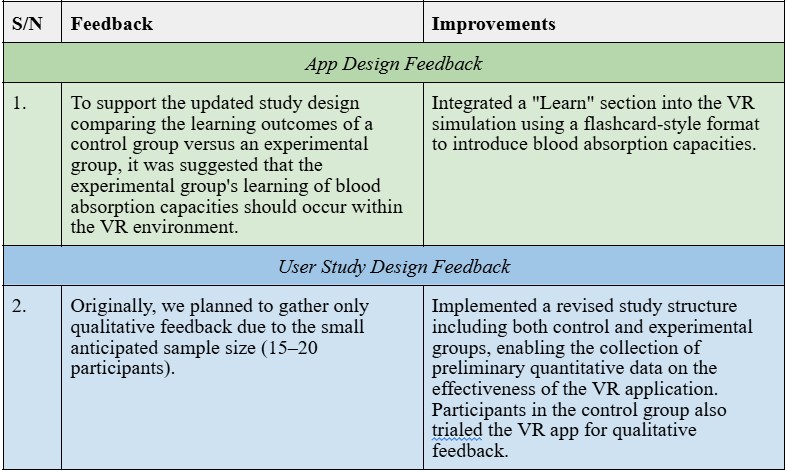 S/N Feedback Improvements
App Design Feedback
1. To support the updated study design
comparing the learning outcomes of a
control group versus an experimental
group, it was suggested that the
experimental group's learning of blood
absorption capacities should occur within
the VR environment.
Integrated a "Learn" section into the VR
simulation using a flashcard-style format
to introduce blood absorption capacities.
User Study Design Feedback
2. Originally, we planned to gather only
qualitative feedback due to the small
anticipated sample size (15–20
participants).
Implemented a revised study structure
including both control and experimental
groups, enabling the collection of
preliminary quantitative data on the
effectiveness of the VR application.
Participants in the control group also
trialed the VR app for qualitative
feedback.